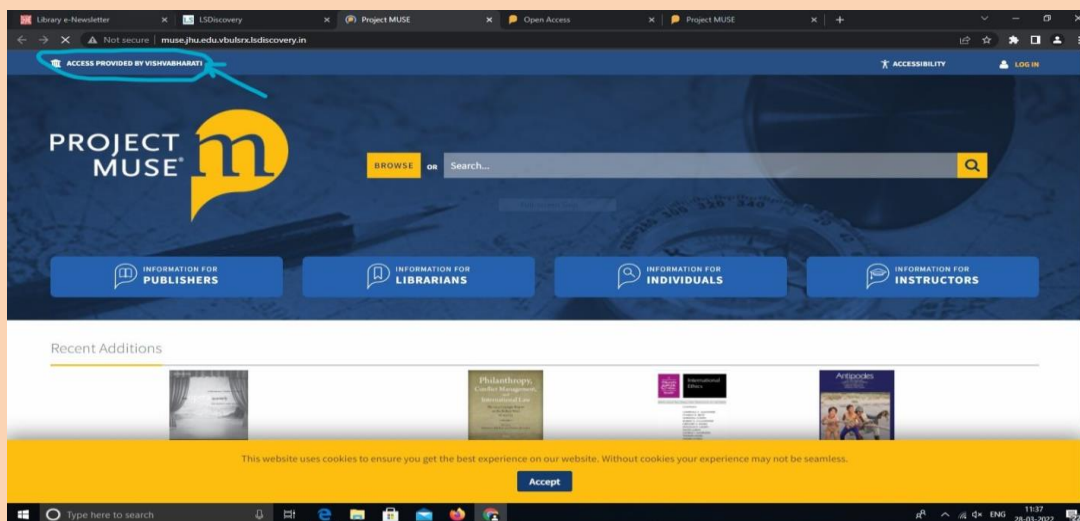 Library e-Newsletter
LSDiscovery
Project MUSE
Open Access
Project MUSE
Not secure | muse.jhu.edu.vbulsrx.lsdiscovery.in
ACCESS PROVIDED BY VISHVABHARATI
ACCESSIBILITY
LOG IN
PROJECT
MUSE®
BROWSE OR Search...
INFORMATION FOR
PUBLISHERS
INFORMATION FOR
LIBRARIANS
INFORMATION FOR
INDIVIDUALS
INFORMATION FOR
INSTRUCTORS
Recent Additions
Philanthropy,
Conflict Management,
and
International Law
International
Ethics
Antipodes
This website uses cookies to ensure you get the best experience on our website. Without cookies your experience may not be seamless.
Accept
Type here to search
ENG
11:37
28-03-2022